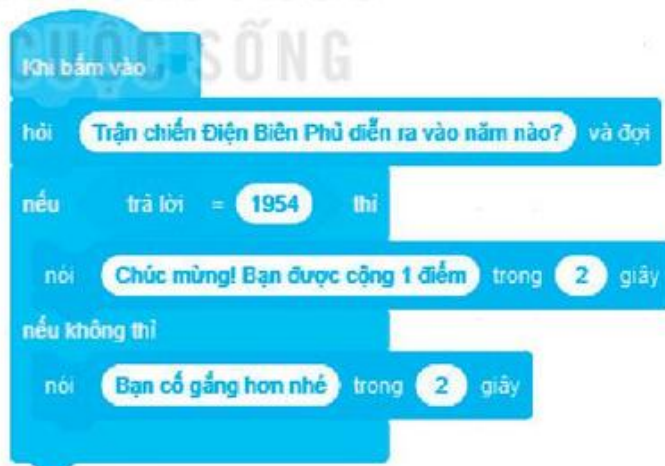 CUỘC SỐNG
Khi bấm vào
hỏi Trận chiến Điện Biên Phủ diễn ra vào năm nào? và đợi
nếu trả lời = 1954 thì
nói Chúc mừng! Bạn được cộng 1 điểm trong 2 giây
nếu không thì
nói Bạn cố gắng hơn nhé trong 2 giây